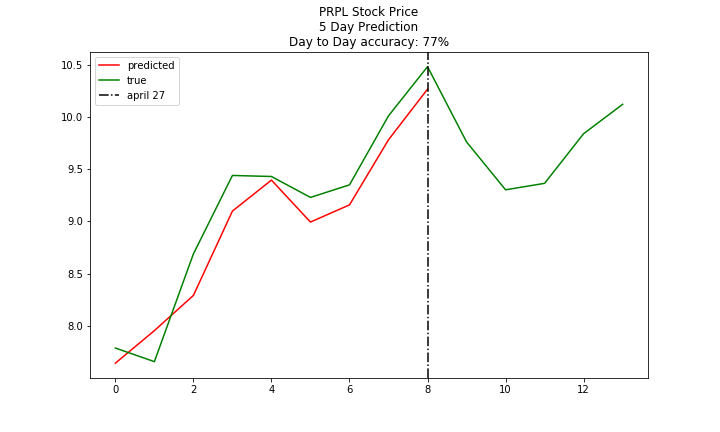 PRPL Stock Price
5 Day Prediction
Day to Day accuracy: 77%
predicted
true
april 27
10.5
10.0
9.5
9.0
8.5
8.0
0 2 4 6 8 10 12